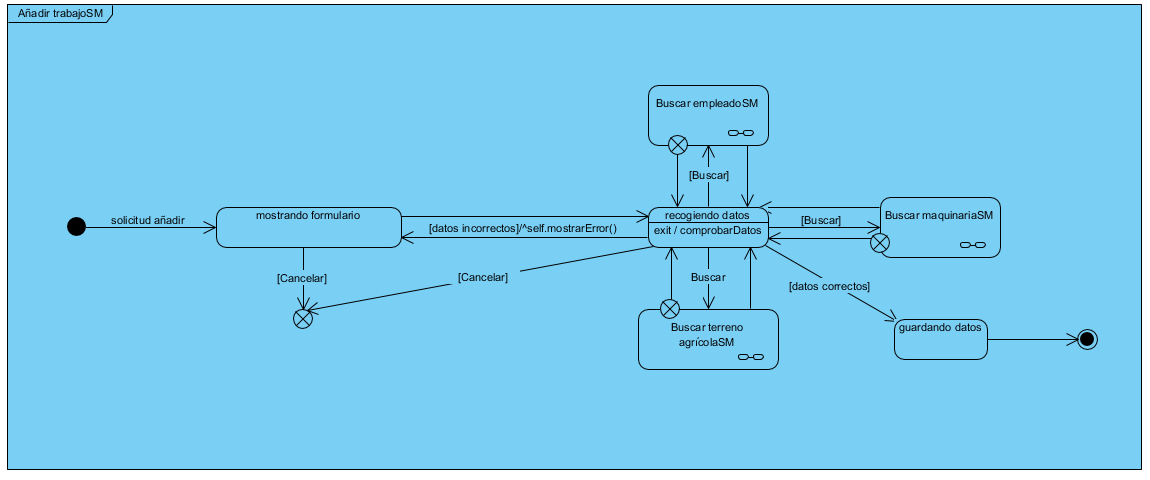 Añadir trabajoSM
Buscar empleadoSM
[Buscar]
solicitud añadir
mostrando formulario
recogiendo datos
exit / comprobarDatos
[datos incorrectos]/^self.mostrarError()
[Buscar]
Buscar maquinariaSM
[Cancelar]
[Cancelar]
Buscar
[datos correctos]
Buscar terreno
agrícolaSM
guardando datos